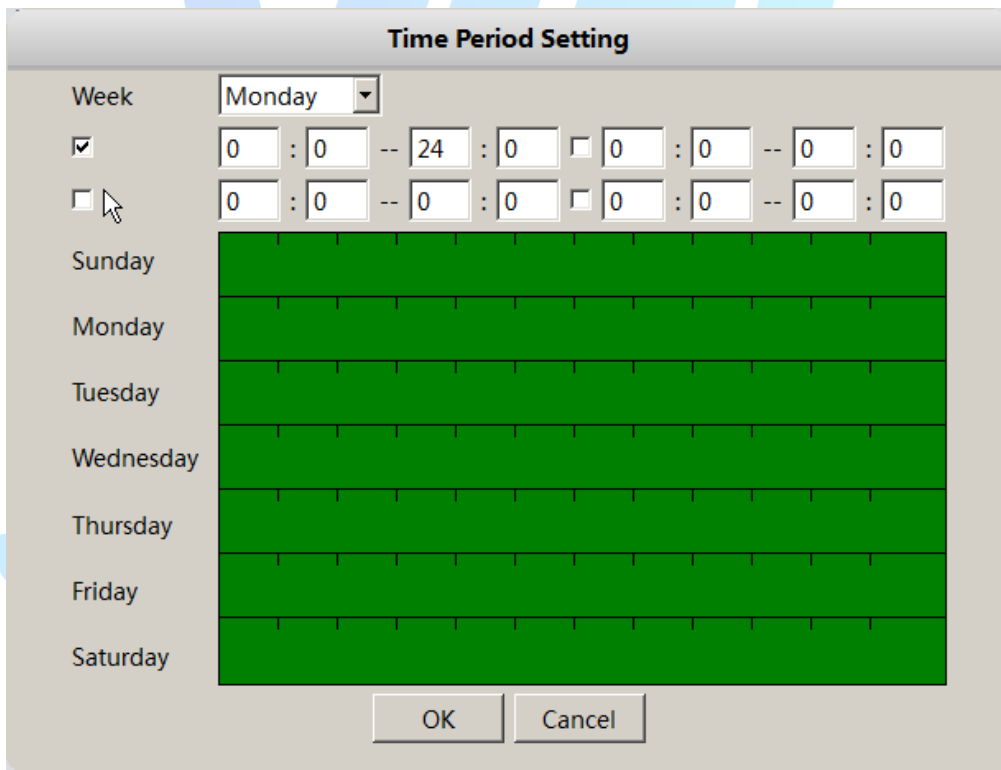 Time Period Setting
Week Monday
0 : 0 -- 24 : 0 0 : 0 -- 0 : 0
0 : 0 -- 0 : 0 0 : 0 -- 0 : 0
Sunday
Monday
Tuesday
Wednesday
Thursday
Friday
Saturday
OK Cancel